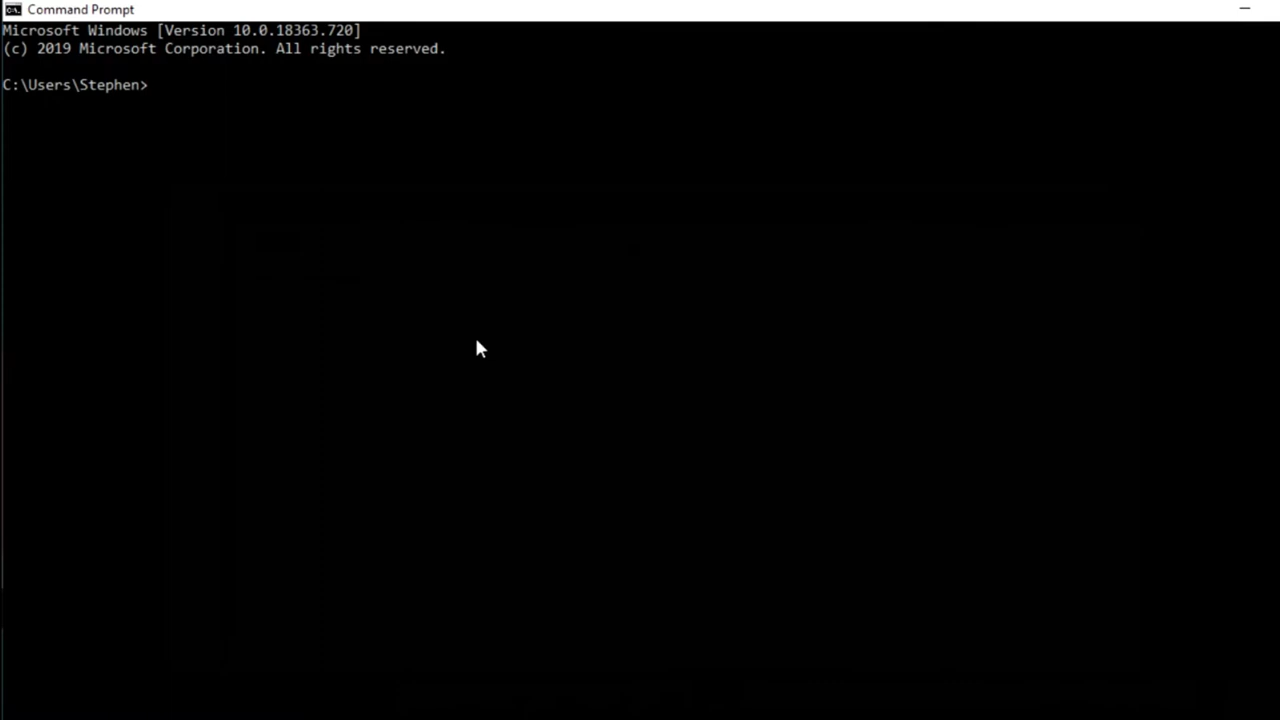 Command Prompt
Microsoft Windows [Version 10.0.18363.720]
(c) 2019 Microsoft Corporation. All rights reserved.
C:\Users\Stephen>